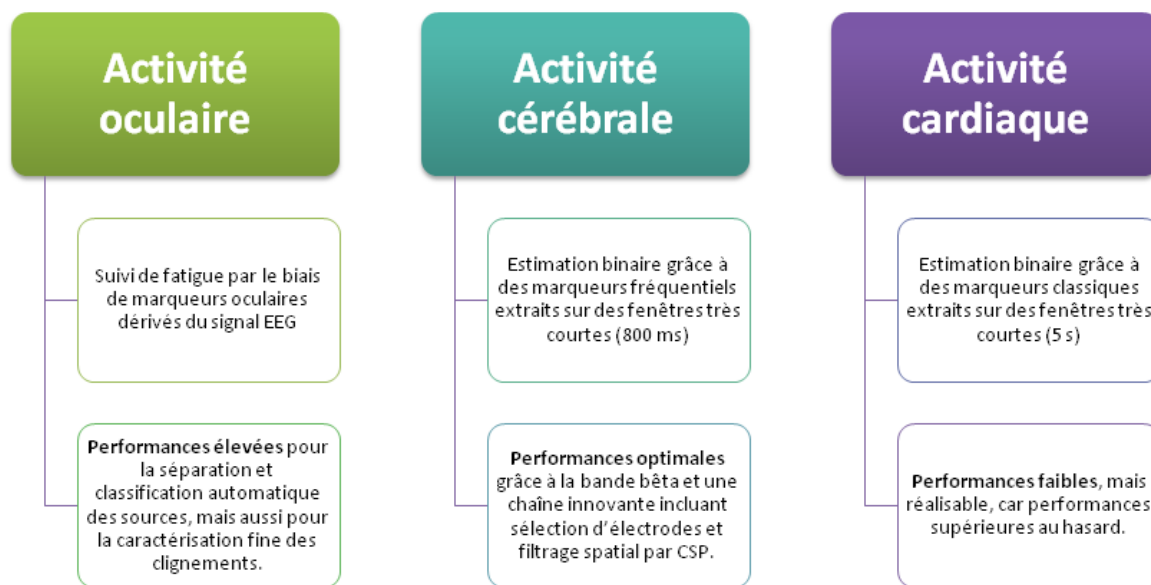 Activité
oculaire
Suivi de fatigue par le biais
de marqueurs oculaires
dérivés du signal EEG
Performances élevées pour
la séparation et
classification automatique
des sources, mais aussi pour
la caractérisation fine des
clignements.
Activité
cérébrale
Estimation binaire grâce à
des marqueurs fréquentiels
extraits sur des fenêtres très
courtes (800 ms)
Performances optimales
grâce à la bande bêta et une
chaîne innovante incluant
sélection d'électrodes et
filtrage spatial par CSP.
Activité
cardiaque
Estimation binaire grâce à
des marqueurs classiques
extraits sur des fenêtres très
courtes (5 s)
Performances faibles, mais
réalisable, car performances
supérieures au hasard.